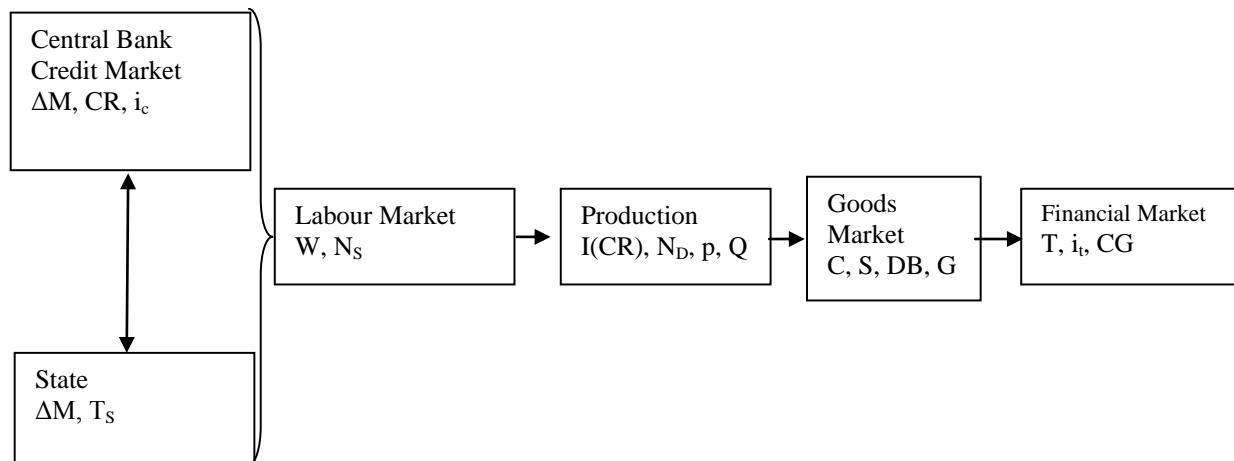 Central Bank
Credit Market
ΔM, CR, i_c
Labour Market
W, N_S
Production
I(CR), N_D, p, Q
Goods
Market
C, S, DB, G
Financial Market
T, i_t, CG
State
ΔM, T_S